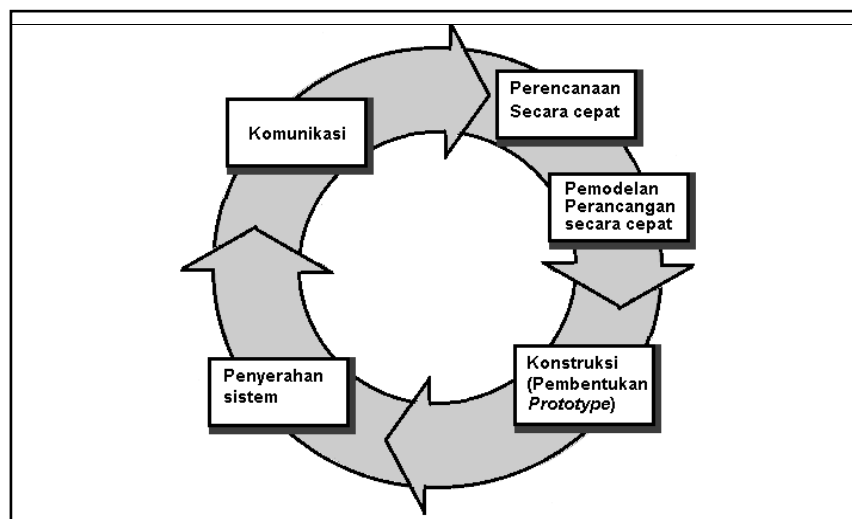 Komunikasi
Perencanaan
Secara cepat
Pemodelan
Perancangan
secara cepat
Konstruksi
(Pembentukan
Prototype)
Penyerahan
sistem